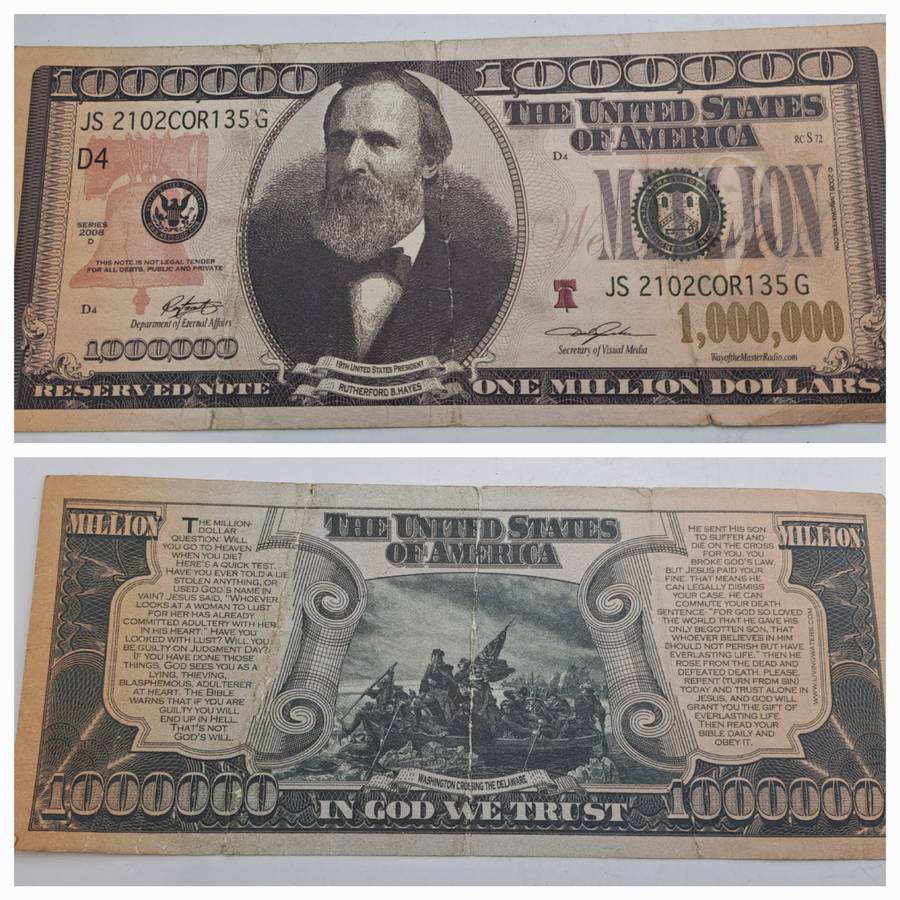 1000000
1000000
JS 2102COR135 G
THE UNITED STATES
OF AMERICA
D4
D4
RC S 72
MILLION
We
© 2008 LIVINGWATERS.COM
SERIES
2008
D
THIS NOTE IS NOT LEGAL TENDER
FOR ALL DEBTS, PUBLIC AND PRIVATE
JS 2102COR135 G
D4
Department of Eternal Affairs
Secretary of Visual Media
1,000,000
WayoftheMasterRadio.com
1000000
19TH UNITED STATES PRESIDENT
RUTHERFORD B. HAYES
RESERVED NOTE
ONE MILLION DOLLARS
MILLION
THE MILLION-
DOLLAR
QUESTION: WILL
YOU GO TO HEAVEN
WHEN YOU DIE?
HERE'S A QUICK TEST.
HAVE YOU EVER TOLD A LIE,
STOLEN ANYTHING, OR
USED GOD'S NAME IN
VAIN? JESUS SAID, "WHOEVER
LOOKS AT A WOMAN TO LUST
FOR HER HAS ALREADY
COMMITTED ADULTERY WITH HER
IN HIS HEART." HAVE YOU
LOOKED WITH LUST? WILL YOU
BE GUILTY ON JUDGMENT DAY?
IF YOU HAVE DONE THOSE
THINGS, GOD SEES YOU AS A
LYING, THIEVING,
BLASPHEMOUS, ADULTERER
AT HEART. THE BIBLE
WARNS THAT IF YOU ARE
GUILTY YOU WILL
END UP IN HELL.
THAT'S NOT
GOD'S WILL.
THE UNITED STATES
OF AMERICA
HE SENT HIS SON
TO SUFFER AND
DIE ON THE CROSS
FOR YOU. YOU
BROKE GOD'S LAW,
BUT JESUS PAID YOUR
FINE. THAT MEANS HE
CAN LEGALLY DISMISS
YOUR CASE. HE CAN
COMMUTE YOUR DEATH
SENTENCE-"FOR GOD SO LOVED
THE WORLD THAT HE GAVE HIS
ONLY BEGOTTEN SON, THAT
WHOEVER BELIEVES IN HIM
SHOULD NOT PERISH BUT HAVE
EVERLASTING LIFE." THEN HE
ROSE FROM THE DEAD AND
DEFEATED DEATH. PLEASE,
REPENT (TURN FROM SIN)
TODAY AND TRUST ALONE IN
JESUS, AND GOD WILL
GRANT YOU THE GIFT OF
EVERLASTING LIFE.
THEN READ YOUR
BIBLE DAILY AND
OBEY IT.
MILLION
WWW.LIVINGWATERS.COM
WASHINGTON CROSSING THE DELAWARE
1000000
IN GOD WE TRUST
1000000